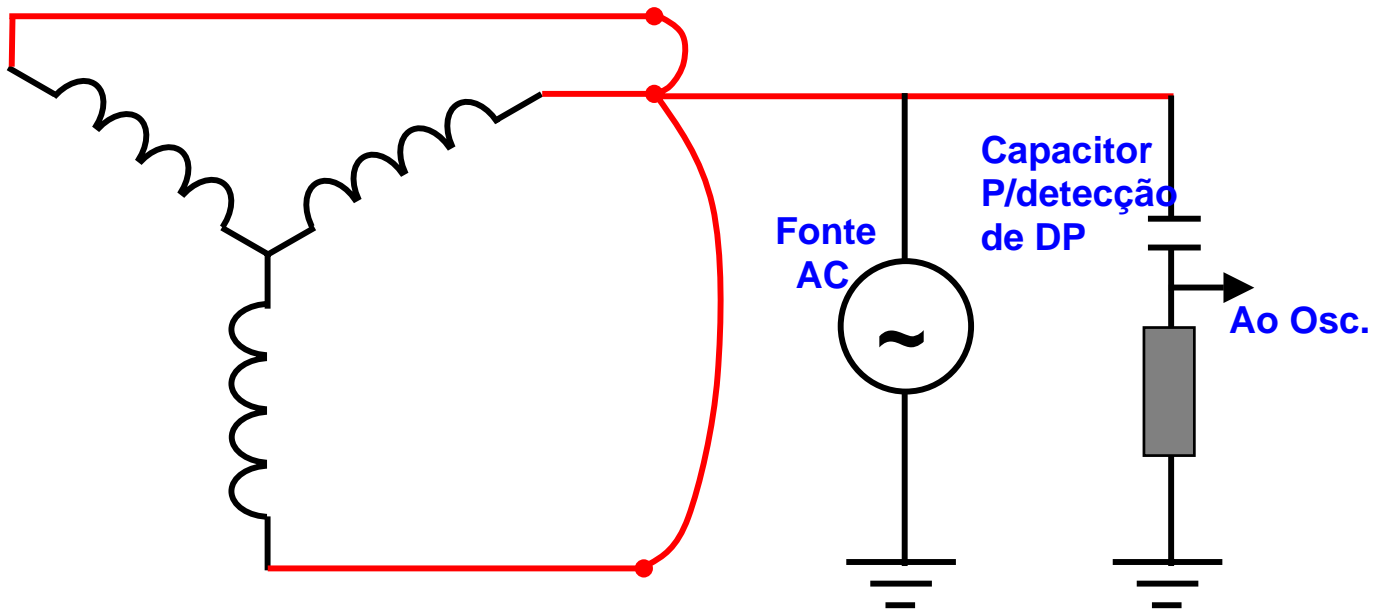 Capacitor
P/detecção
de DP
Fonte
AC
~
Ao Osc.